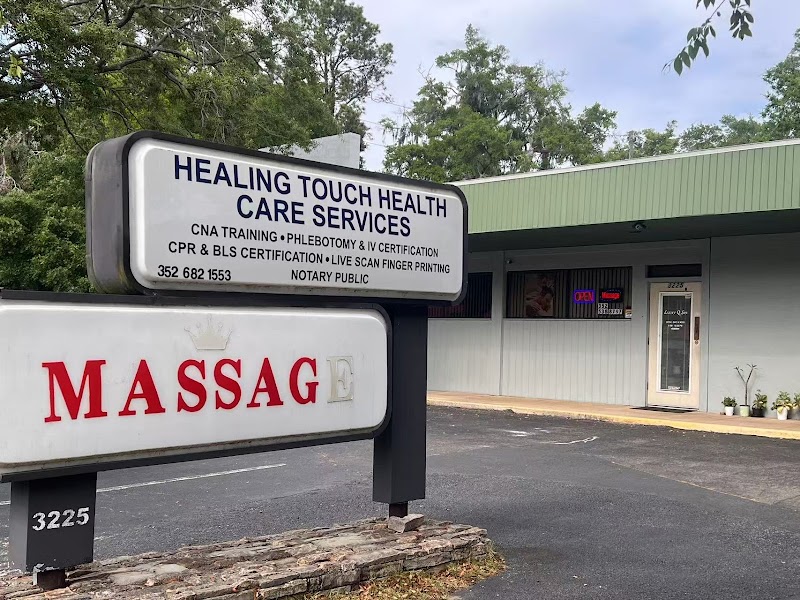 HEALING TOUCH HEALTH
CARE SERVICES
CNA TRAINING • PHLEBOTOMY & IV CERTIFICATION
CPR & BLS CERTIFICATION • LIVE SCAN FINGER PRINTING
352 682 1553 NOTARY PUBLIC
MASSAGE
3225
OPEN
Massage
352
3225